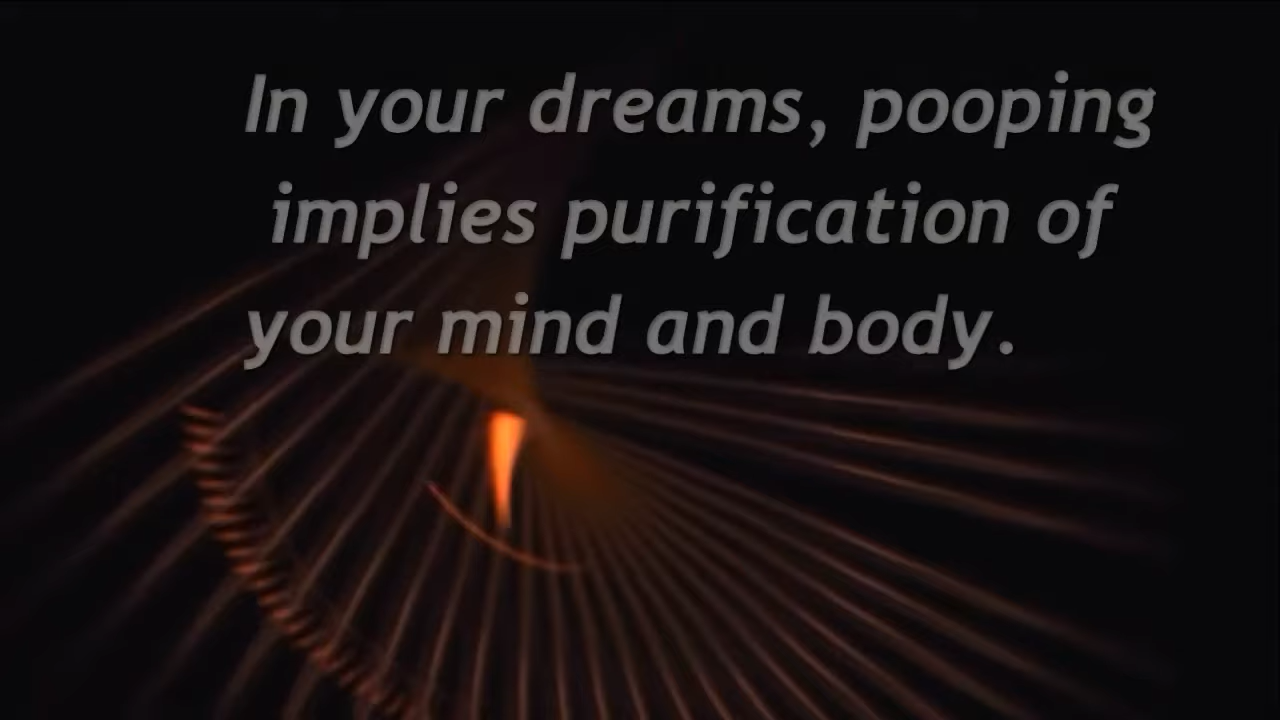 In your dreams, pooping
implies purification of
your mind and body.